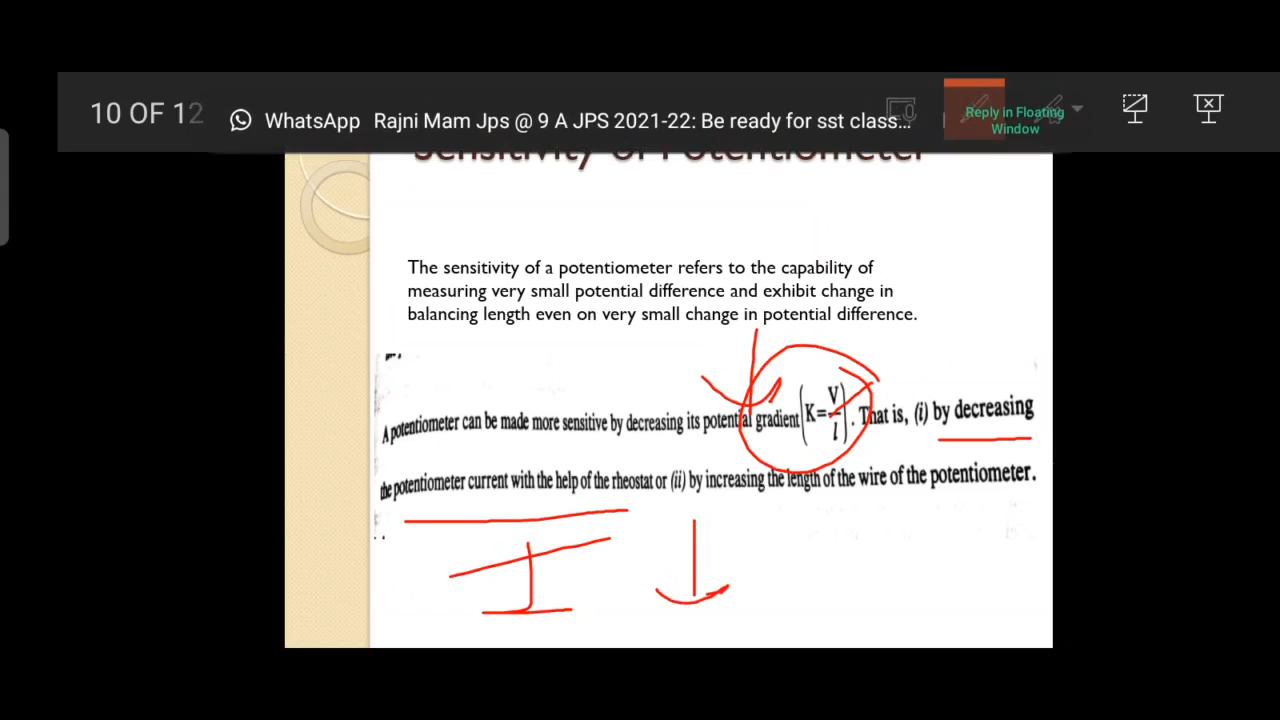 10 OF 12
WhatsApp Rajni Mam Jps @ 9 A JPS 2021-22: Be ready for sst class...
Reply in Floating
Window
Sensitivity of Potentiometer
The sensitivity of a potentiometer refers to the capability of
measuring very small potential difference and exhibit change in
balancing length even on very small change in potential difference.
A potentiometer can be made more sensitive by decreasing its potential gradient (K=V/l). That is, (i) by decreasing
the potentiometer current with the help of the rheostat or (ii) by increasing the length of the wire of the potentiometer.
I